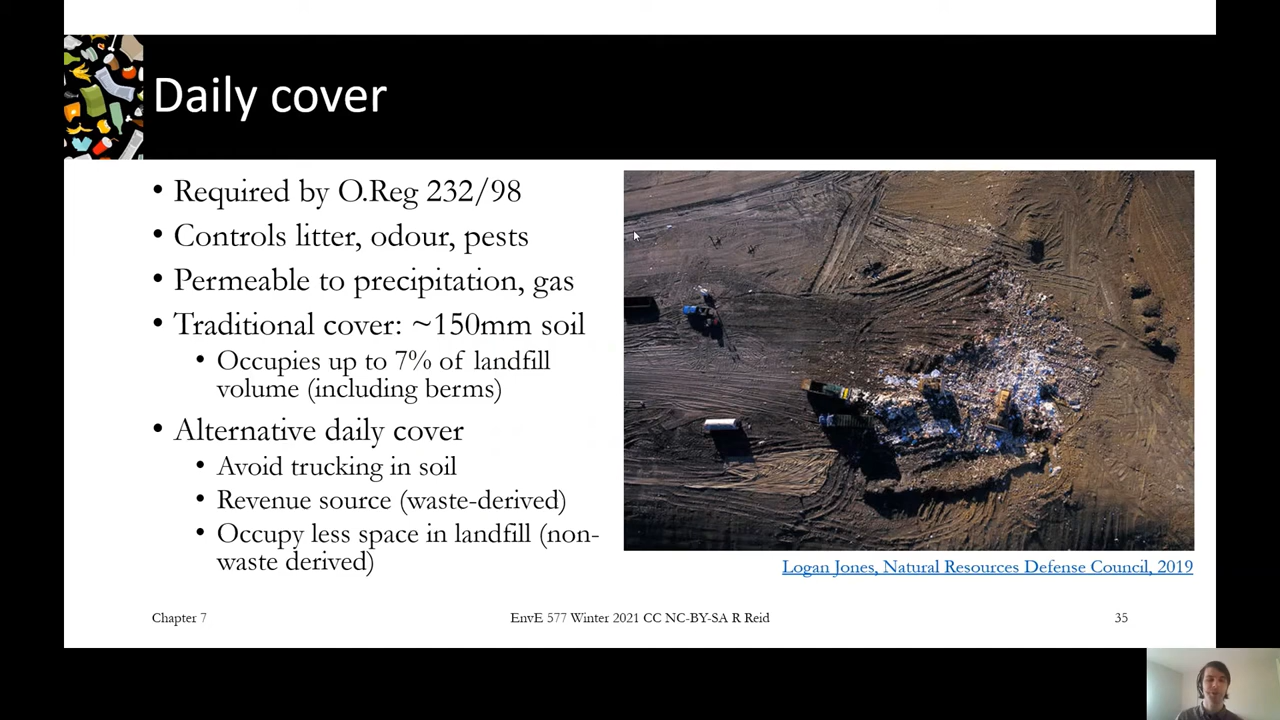 Daily cover
• Required by O.Reg 232/98
• Controls litter, odour, pests
• Permeable to precipitation, gas
• Traditional cover: ~150mm soil
• Occupies up to 7% of landfill
volume (including berms)
• Alternative daily cover
• Avoid trucking in soil
• Revenue source (waste-derived)
• Occupy less space in landfill (non-
waste derived)
Logan Jones, Natural Resources Defense Council, 2019
Chapter 7
EnvE 577 Winter 2021 CC NC-BY-SA R Reid
35